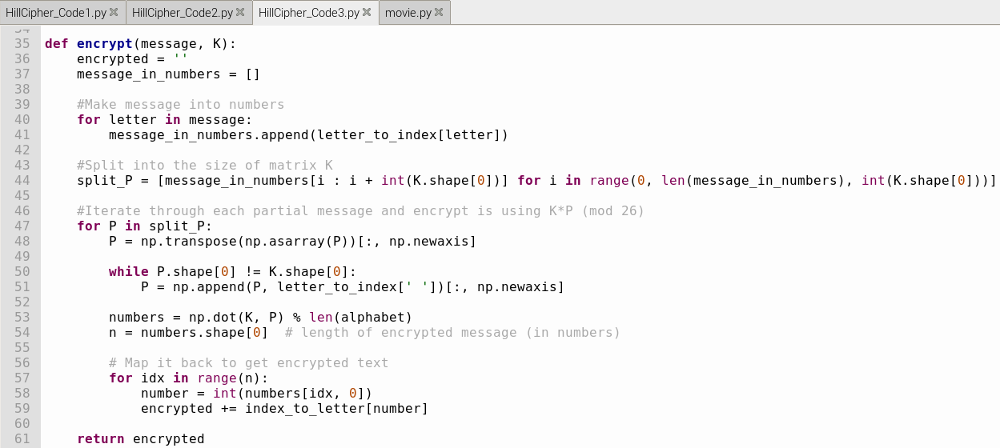 HillCipher_Code1.py HillCipher_Code2.py HillCipher_Code3.py movie.py
34
35 def encrypt(message, K):
36     encrypted = ''
37     message_in_numbers = []
38
39     #Make message into numbers
40     for letter in message:
41         message_in_numbers.append(letter_to_index[letter])
42
43     #Split into the size of matrix K
44     split_P = [message_in_numbers[i : i + int(K.shape[0])] for i in range(0, len(message_in_numbers), int(K.shape[0]))]
45
46     #Iterate through each partial message and encrypt is using K*P (mod 26)
47     for P in split_P:
48         P = np.transpose(np.asarray(P))[:, np.newaxis]
49
50         while P.shape[0] != K.shape[0]:
51             P = np.append(P, letter_to_index[' '])[:, np.newaxis]
52
53         numbers = np.dot(K, P) % len(alphabet)
54         n = numbers.shape[0]  # length of encrypted message (in numbers)
55
56         # Map it back to get encrypted text
57         for idx in range(n):
58             number = int(numbers[idx, 0])
59             encrypted += index_to_letter[number]
60
61     return encrypted